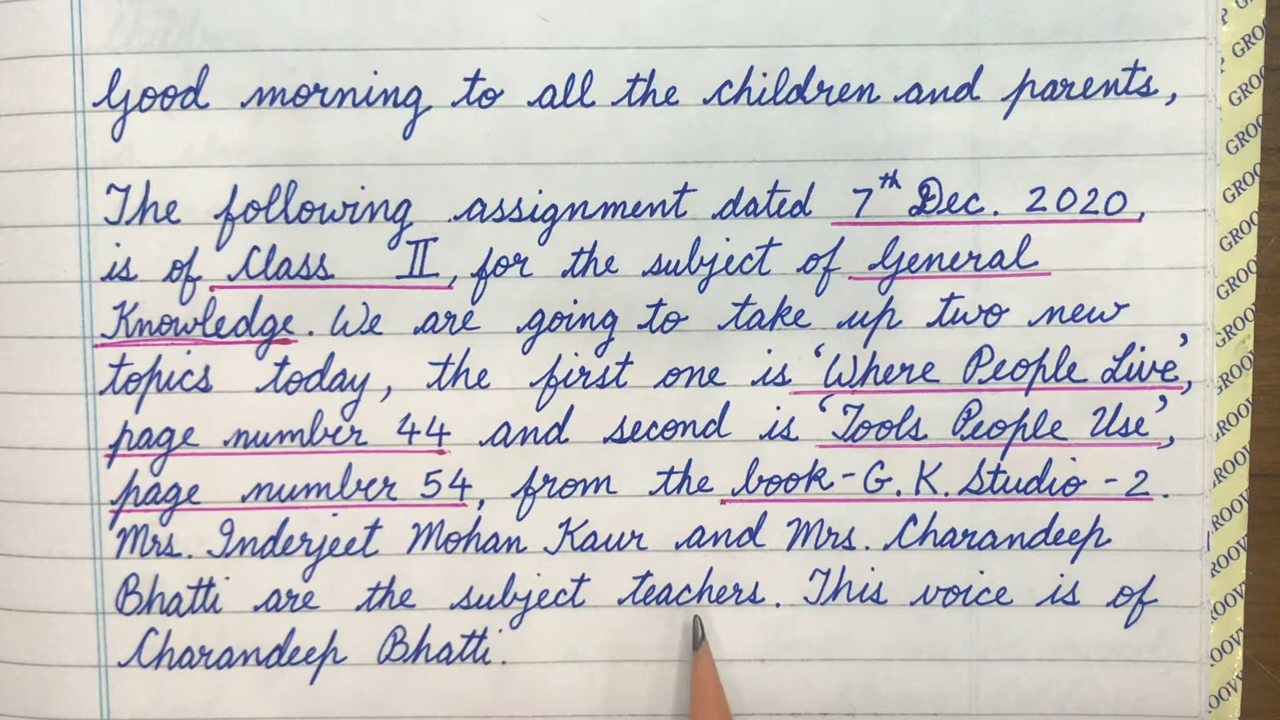 Good morning to all the children and parents,
The following assignment dated 7th Dec. 2020,
is of Class II, for the subject of General
Knowledge. We are going to take up two new
topics today, the first one is 'Where People Live',
page number 44 and second is 'Tools People Use',
page number 54, from the book-G.K. Studio-2.
Mrs. Inderjeet Mohan Kaur and Mrs. Charandeep
Bhatti are the subject teachers. This voice is of
Charandeep Bhatti.